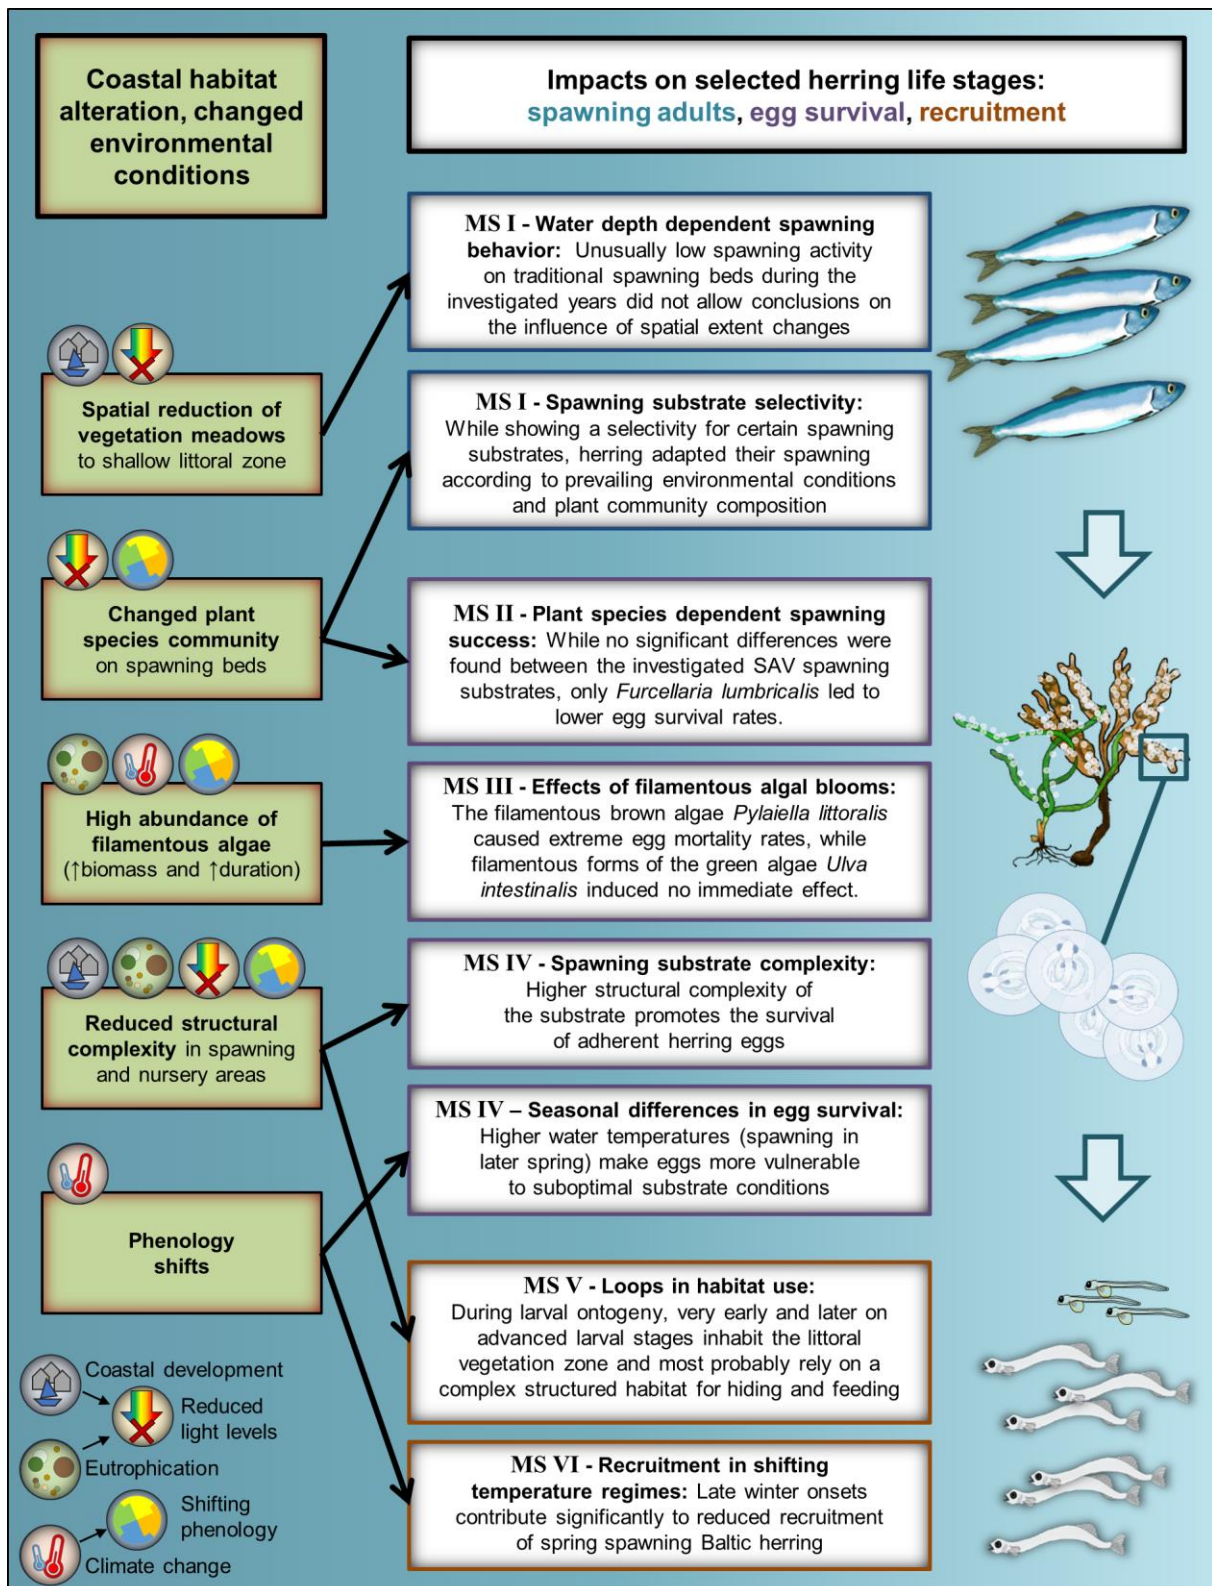 Coastal habitat
alteration, changed
environmental
conditions
Impacts on selected herring life stages:
spawning adults, egg survival, recruitment
MS I - Water depth dependent spawning
behavior: Unusually low spawning activity
on traditional spawning beds during the
investigated years did not allow conclusions on
the influence of spatial extent changes
Spatial reduction of
vegetation meadows
to shallow littoral zone
MS I - Spawning substrate selectivity:
While showing a selectivity for certain spawning
substrates, herring adapted their spawning
according to prevailing environmental conditions
and plant community composition
Changed plant
species community
on spawning beds
MS II - Plant species dependent spawning
success: While no significant differences were
found between the investigated SAV spawning
substrates, only Furcellaria lumbricalis led to
lower egg survival rates.
High abundance of
filamentous algae
(↑biomass and ↑duration)
MS III - Effects of filamentous algal blooms:
The filamentous brown algae Pylaiella littoralis
caused extreme egg mortality rates, while
filamentous forms of the green algae Ulva
intestinalis induced no immediate effect.
Reduced structural
complexity in spawning
and nursery areas
MS IV - Spawning substrate complexity:
Higher structural complexity of
the substrate promotes the survival
of adherent herring eggs
MS IV – Seasonal differences in egg survival:
Higher water temperatures (spawning in
later spring) make eggs more vulnerable
to suboptimal substrate conditions
Phenology
shifts
MS V - Loops in habitat use:
During larval ontogeny, very early and later on
advanced larval stages inhabit the littoral
vegetation zone and most probably rely on a
complex structured habitat for hiding and feeding
MS VI - Recruitment in shifting
temperature regimes: Late winter onsets
contribute significantly to reduced recruitment
of spring spawning Baltic herring
Coastal development
Reduced
light levels
Eutrophication
Shifting
phenology
Climate change